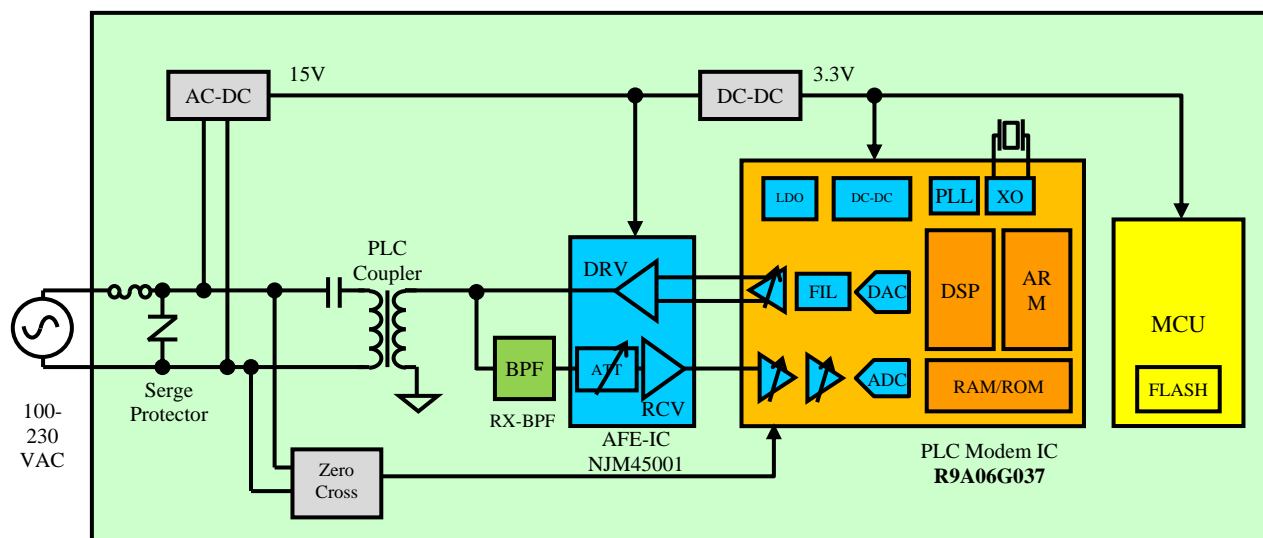 15V
3.3V
AC-DC
DC-DC
LDO
DC-DC
PLL
XO
PLC
Coupler
DRV
FIL
DAC
DSP
AR
M
MCU
BPF
ATT
RCV
ADC
RAM/ROM
FLASH
Serge
Protector
RX-BPF
100-
230
VAC
AFE-IC
NJM45001
PLC Modem IC
R9A06G037
Zero
Cross